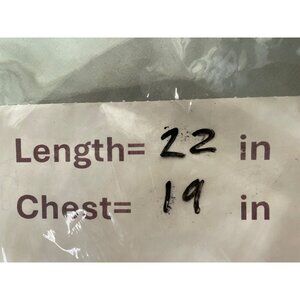 Length= 22 in
Chest= 19 in